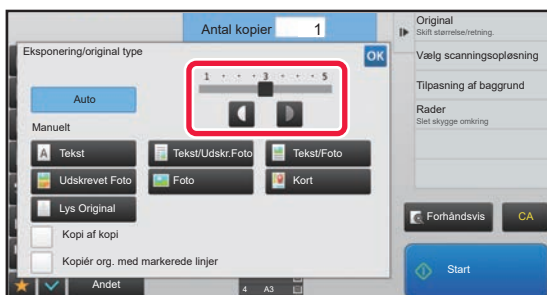 Antal kopier 1
Eksponering/original type
OK
1 · · · 3 · · · 5
Auto
Manuelt
Tekst
Tekst/Udskr.Foto
Tekst/Foto
Udskrevet Foto
Foto
Kort
Lys Original
Kopi af kopi
Kopiér org. med markerede linjer
Andet
4 A3
Original
Skift størrelse/retning.
Vælg scanningsopløsning
Tilpasning af baggrund
Rader
Slet skygge omkring
Forhåndsvis
CA
Start